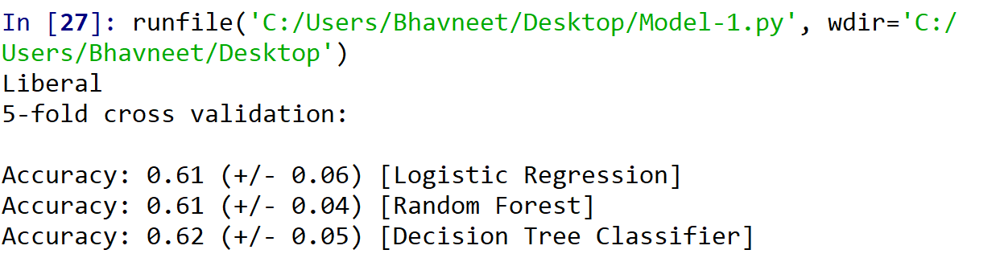 In [27]: runfile('C:/Users/Bhavneet/Desktop/Model-1.py', wdir='C:/
Users/Bhavneet/Desktop')
Liberal
5-fold cross validation:
Accuracy: 0.61 (+/- 0.06) [Logistic Regression]
Accuracy: 0.61 (+/- 0.04) [Random Forest]
Accuracy: 0.62 (+/- 0.05) [Decision Tree Classifier]